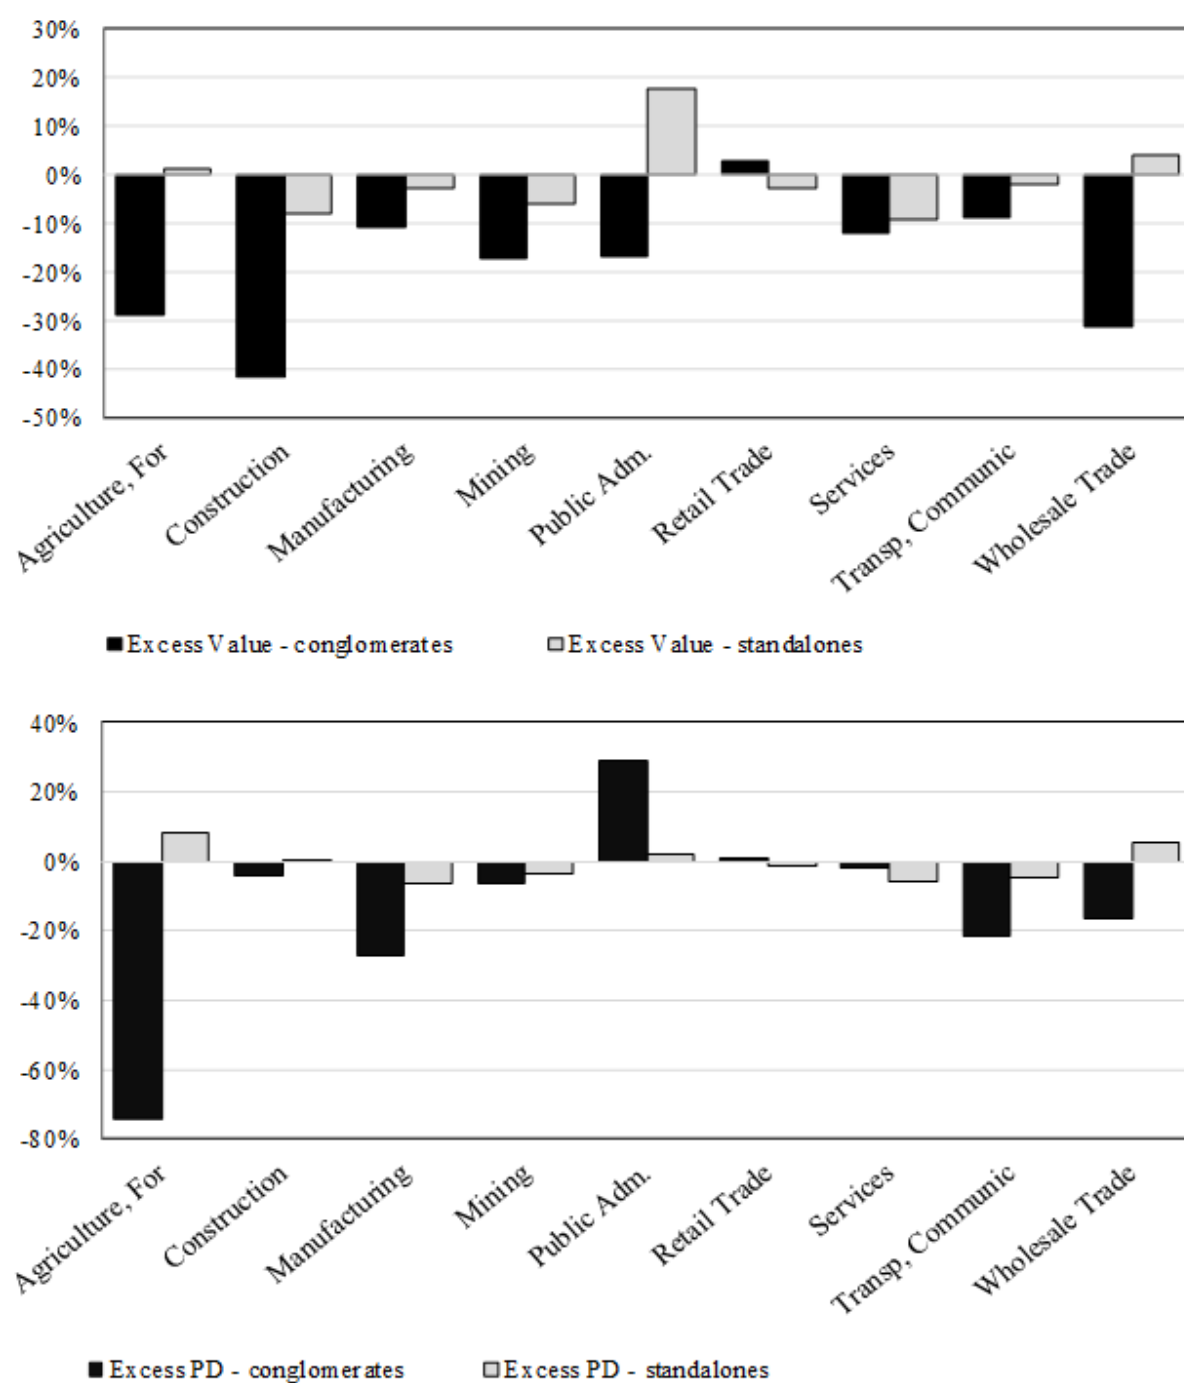 30%
20%
10%
0%
-10%
-20%
-30%
-40%
-50%
Agriculture, For
Construction
Manufacturing
Mining
Public Adm.
Retail Trade
Services
Transp, Communic
Wholesale Trade
Excess Value - conglomerates
Excess Value - standalones
40%
20%
0%
-20%
-40%
-60%
-80%
Agriculture, For
Construction
Manufacturing
Mining
Public Adm.
Retail Trade
Services
Transp, Communic
Wholesale Trade
Excess PD - conglomerates
Excess PD - standalones